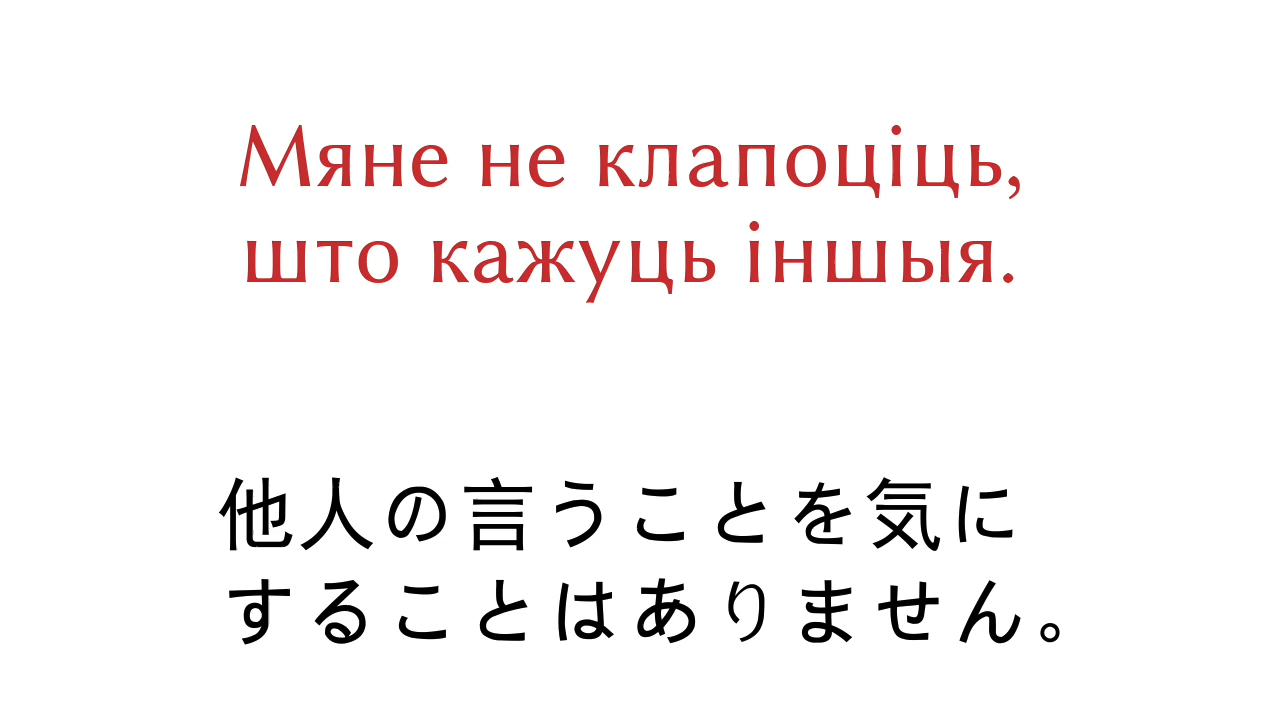 Мяне не клапоціць,
што кажуць іншыя.
他人の言うことを気に
することはありません。